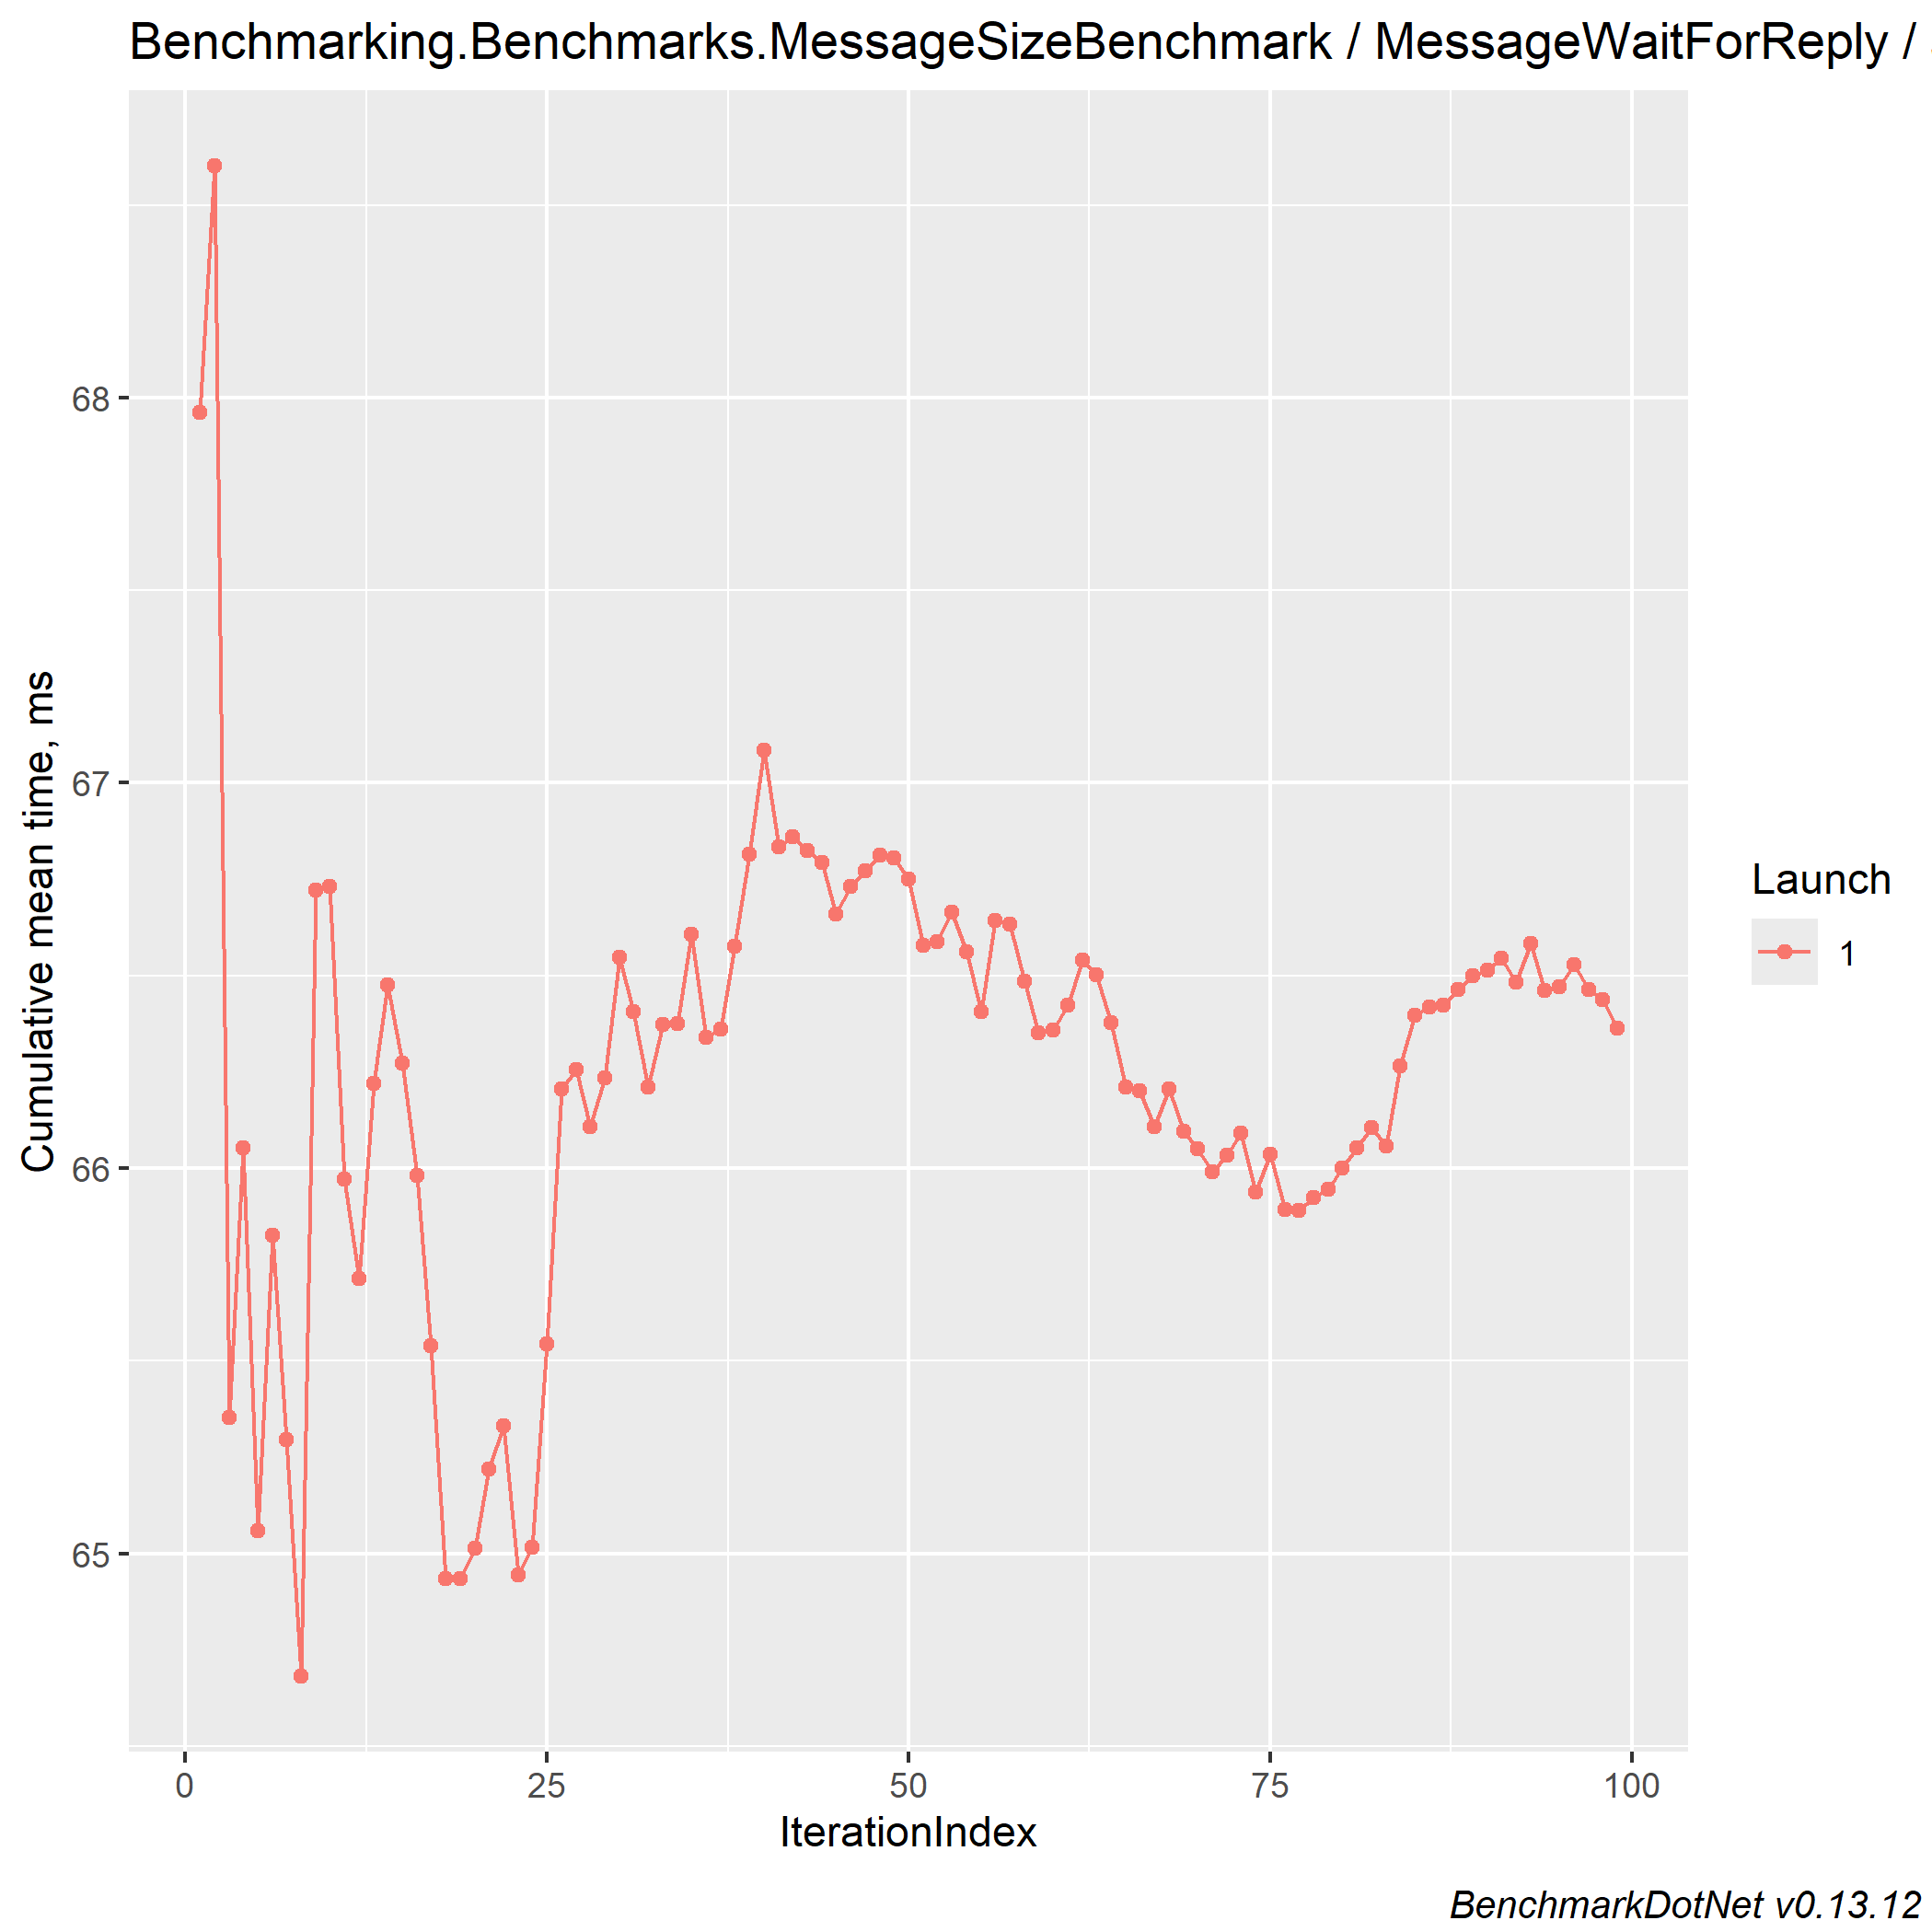 Benchmarking.Benchmarks.MessageSizeBenchmark / MessageWaitForReply /
Cumulative mean time, ms
68
67
66
65
0 25 50 75 100
IterationIndex
Launch
1
BenchmarkDotNet v0.13.12